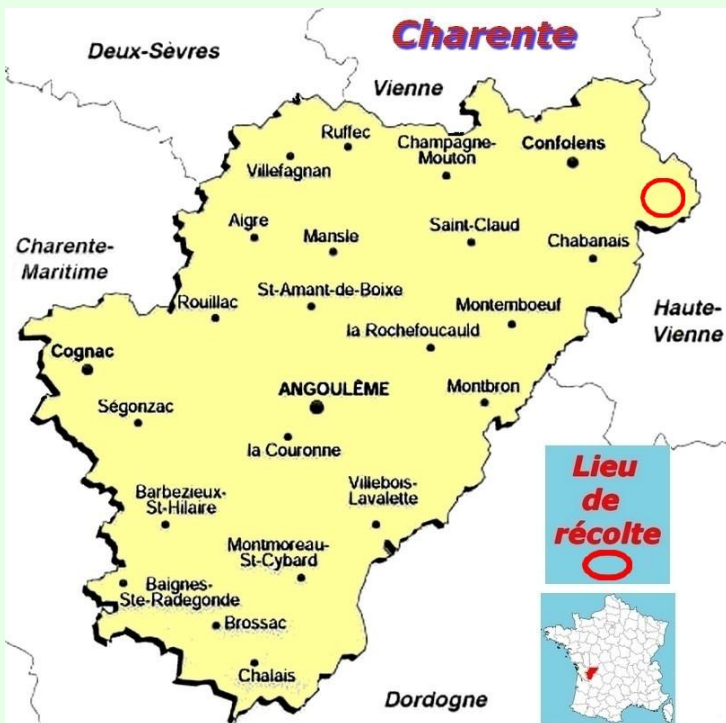 Charente
Deux-Sèvres
Vienne
Ruffec
Champagne-
Mouton
Confolens
Villefagnan
Aigre
Mansle
Saint-Claud
Chabanais
Charente-
Maritime
Rouillac
St-Amant-de-Boixe
Montemboeuf
Haute-
Vienne
la Rochefoucauld
Cognac
ANGOULÊME
Montbron
Ségonzac
la Couronne
Lieu
de
récolte
Barbezieux-
St-Hilaire
Villebois-
Lavalette
Montmoreau-
St-Cybard
Baignes-
Ste-Radegonde
Brossac
Chalais
Dordogne